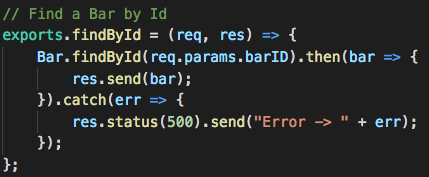 // Find a Bar by Id
exports.findById = (req, res) => {
    Bar.findById(req.params.barID).then(bar => {
        res.send(bar);
    }).catch(err => {
        res.status(500).send("Error -> " + err);
    });
};